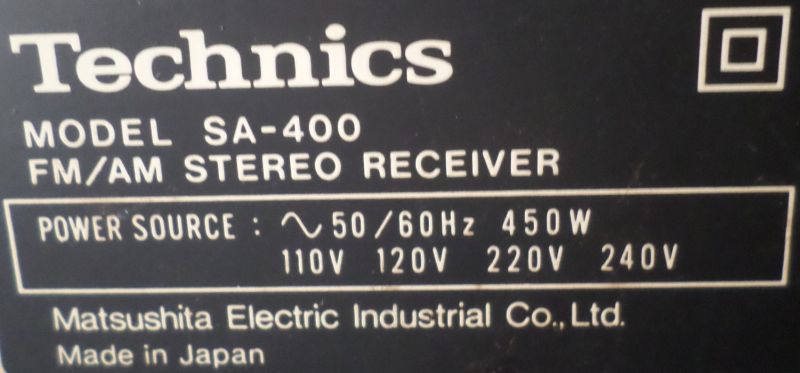 Technics
MODEL SA-400
FM/AM STEREO RECEIVER
POWER SOURCE : ∿50/60Hz 450W
110V 120V 220V 240V
Matsushita Electric Industrial Co., Ltd.
Made in Japan